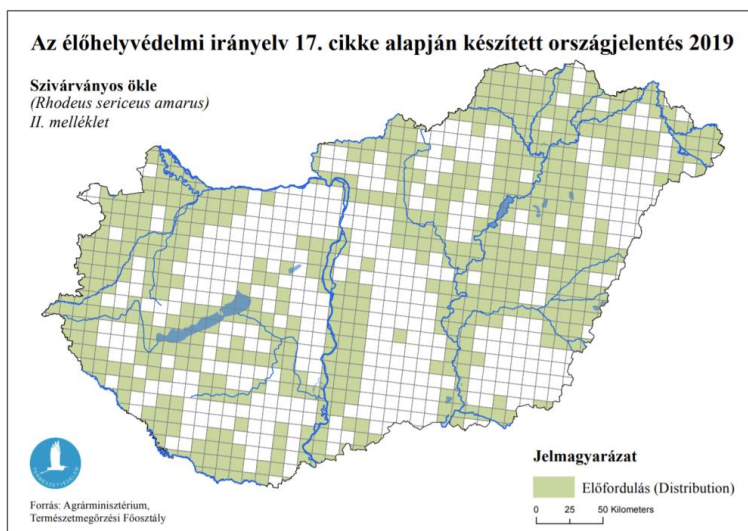 Az élőhelyvédelmi irányelv 17. cikke alapján készített országjelentés 2019
Szivárványos ökle
(Rhodeus sericeus amarus)
II. melléklet
TERMÉSZETVÉDELEM
Forrás: Agrárminisztérium,
Természetmegőrzési Főosztály
Jelmagyarázat
Előfordulás (Distribution)
0 25 50 Kilometers